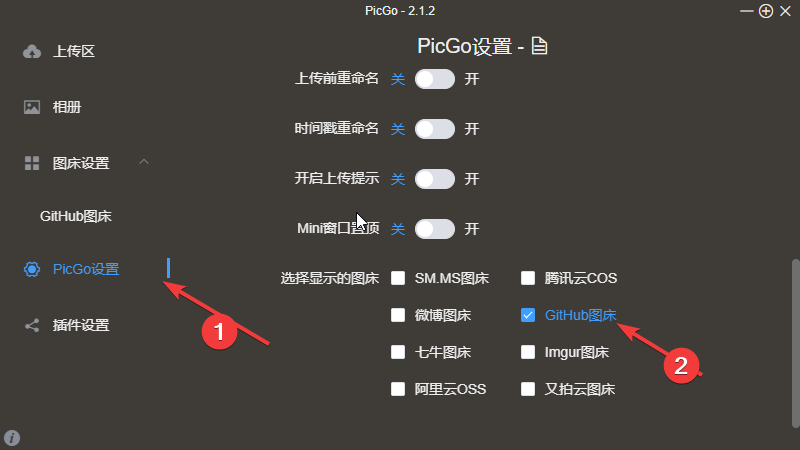 PicGo - 2.1.2
上传区
相册
图床设置
GitHub图床
PicGo设置
插件设置
PicGo设置 -
上传前重命名 关 开
时间戳重命名 关 开
开启上传提示 关 开
Mini窗口置顶 关 开
选择显示的图床 SM.MS图床 腾讯云COS
微博图床 GitHub图床
七牛图床 Imgur图床
阿里云OSS 又拍云图床
1
2